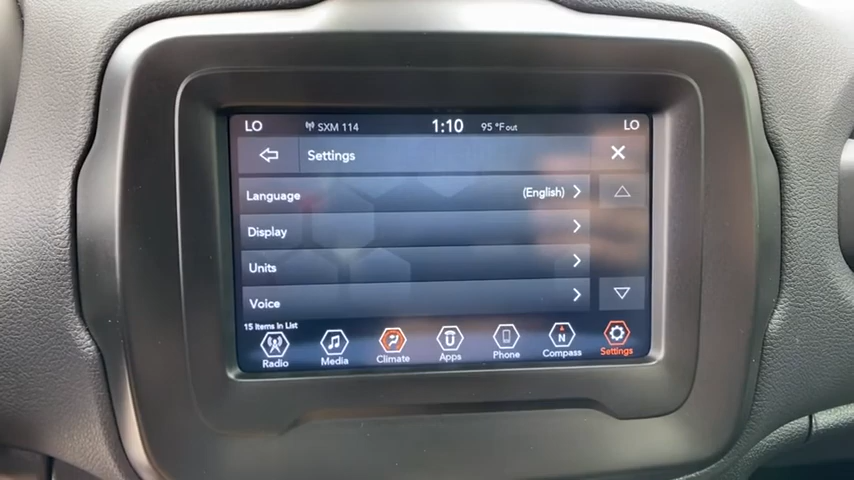 LO SXM 114 1:10 95 °F out LO
Settings
Language (English)
Display
Units
Voice
15 Items In List
Radio Media Climate Apps Phone Compass Settings
N